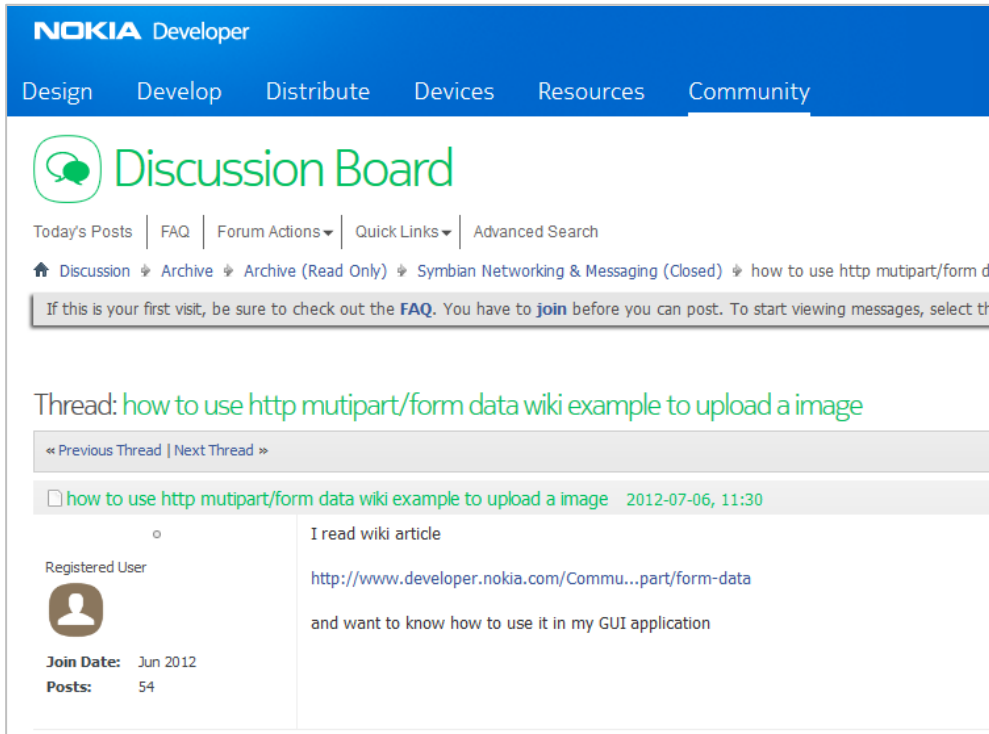 NOKIA Developer
Design Develop Distribute Devices Resources Community
Discussion Board
Today's Posts FAQ Forum Actions Quick Links Advanced Search
Discussion Archive Archive (Read Only) Symbian Networking & Messaging (Closed) how to use http mutipart/form d
If this is your first visit, be sure to check out the FAQ. You have to join before you can post. To start viewing messages, select th
Thread: how to use http mutipart/form data wiki example to upload a image
« Previous Thread | Next Thread »
how to use http mutipart/form data wiki example to upload a image 2012-07-06, 11:30
I read wiki article
Registered User
http://www.developer.nokia.com/Commu...part/form-data
and want to know how to use it in my GUI application
Join Date: Jun 2012
Posts: 54